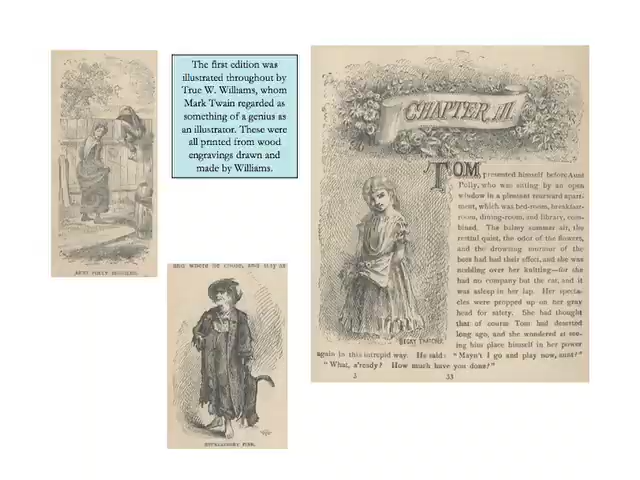 The first edition was
illustrated throughout by
True W. Williams, whom
Mark Twain regarded as
something of a genius as
an illustrator. These were
all printed from wood
engravings drawn and
made by Williams.
AUNT POLLY BEGUILED.
and where he chose, and stay as
HUCKLEBERRY FINN.
CHAPTER III.
TOM presented himself before Aunt
Polly, who was sitting by an open
window in a pleasant rearward apart-
ment, which was bed-room, breakfast-
room, dining-room, and library, com-
bined. The balmy summer air, the
restful quiet, the odor of the flowers,
and the drowsing murmur of the
bees had had their effect, and she was
nodding over her knitting—for she
had no company but the cat, and it
was asleep in her lap. Her specta-
cles were propped up on her gray
head for safety. She had thought
that of course Tom had deserted
long ago, and she wondered at see-
ing him place himself in her power
again in this intrepid way. He said: "Mayn't I go and play now, aunt?"
"What, a'ready? How much have you done?"
BECKY THATCHER.
3 33